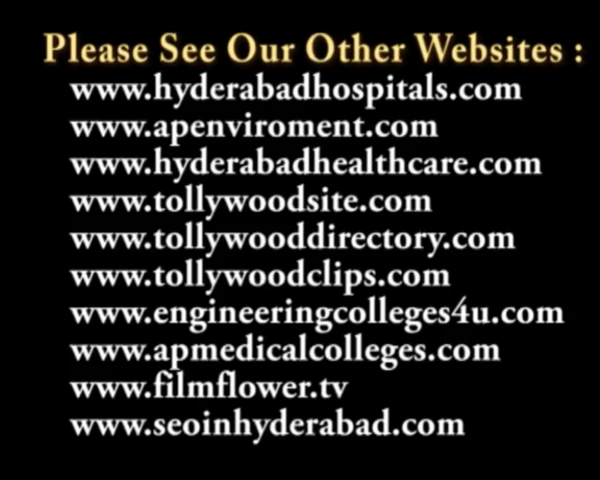 Please See Our Other Websites :
www.hyderabadhospitals.com
www.apenviroment.com
www.hyderabadhealthcare.com
www.tollywoodsite.com
www.tollywooddirectory.com
www.tollywoodclips.com
www.engineeringcolleges4u.com
www.apmedicalcolleges.com
www.filmflower.tv
www.seoinhyderabad.com